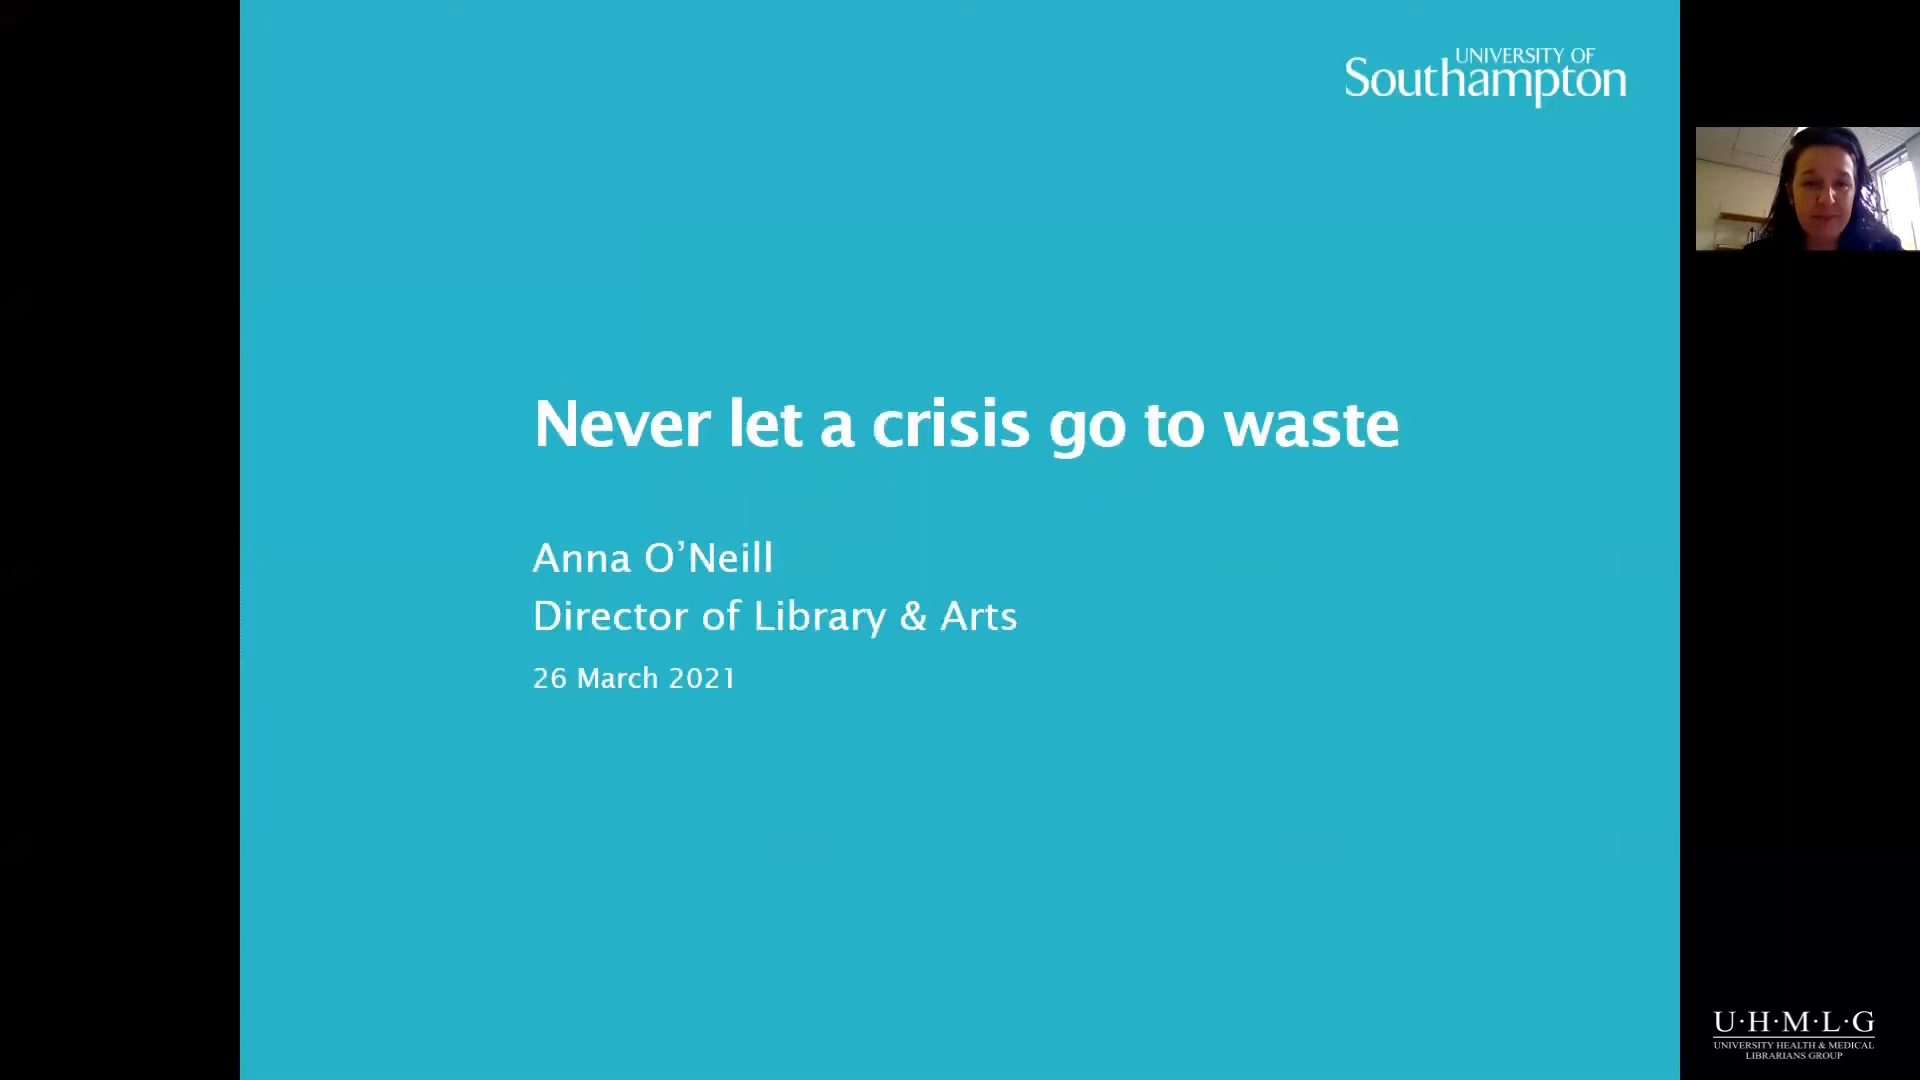 UNIVERSITY OF
Southampton
Never let a crisis go to waste
Anna O’Neill
Director of Library & Arts
26 March 2021
U·H·M·L·G
UNIVERSITY HEALTH & MEDICAL
LIBRARIANS GROUP